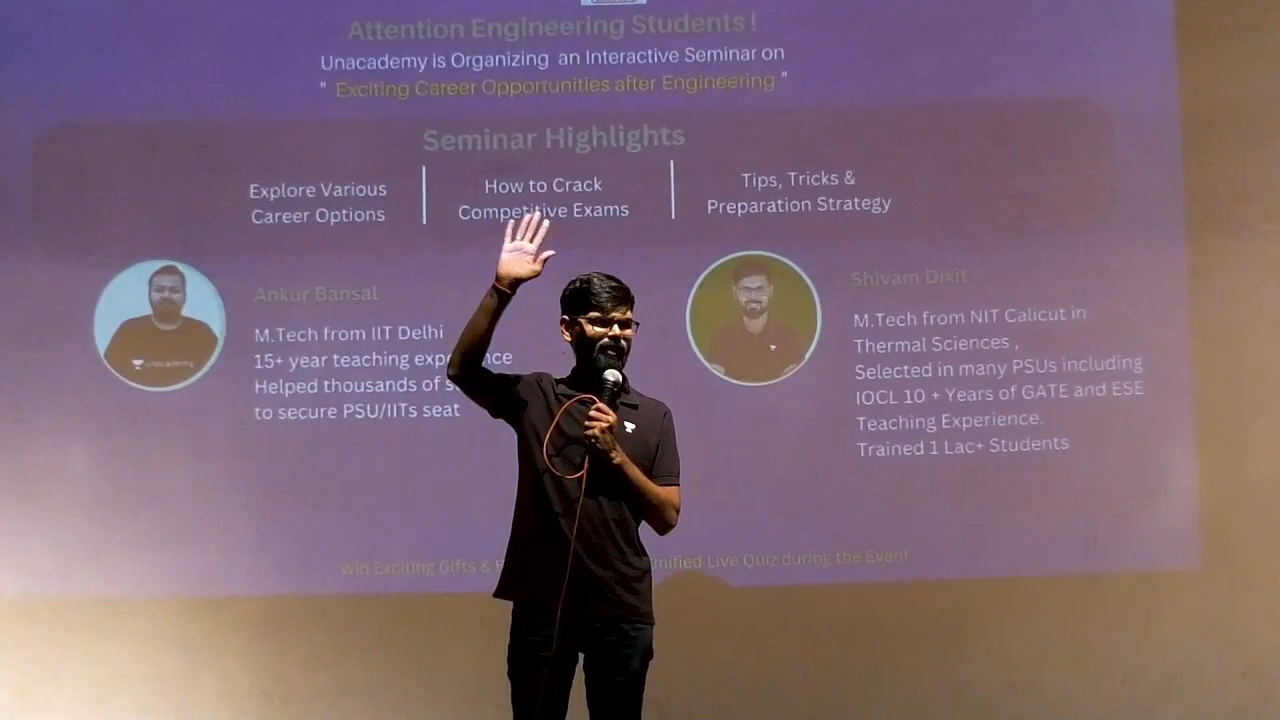 Attention Engineering Students !
Unacademy is Organizing an Interactive Seminar on
" Exciting Career Opportunities after Engineering "
Seminar Highlights
Explore Various
Career Options
How to Crack
Competitive Exams
Tips, Tricks &
Preparation Strategy
Ankur Bansal
M.Tech from IIT Delhi
15+ year teaching
Helped thousands of
to secure PSU/IITs seat
unacademy
Shivam Dixit
M.Tech from NIT Calicut in
Thermal Sciences ,
Selected in many PSUs including
IOCL 10 + Years of GATE and ESE
Teaching Experience.
Trained 1 Lac+ Students
Win Exciting Gifts & Live Quiz during the Event